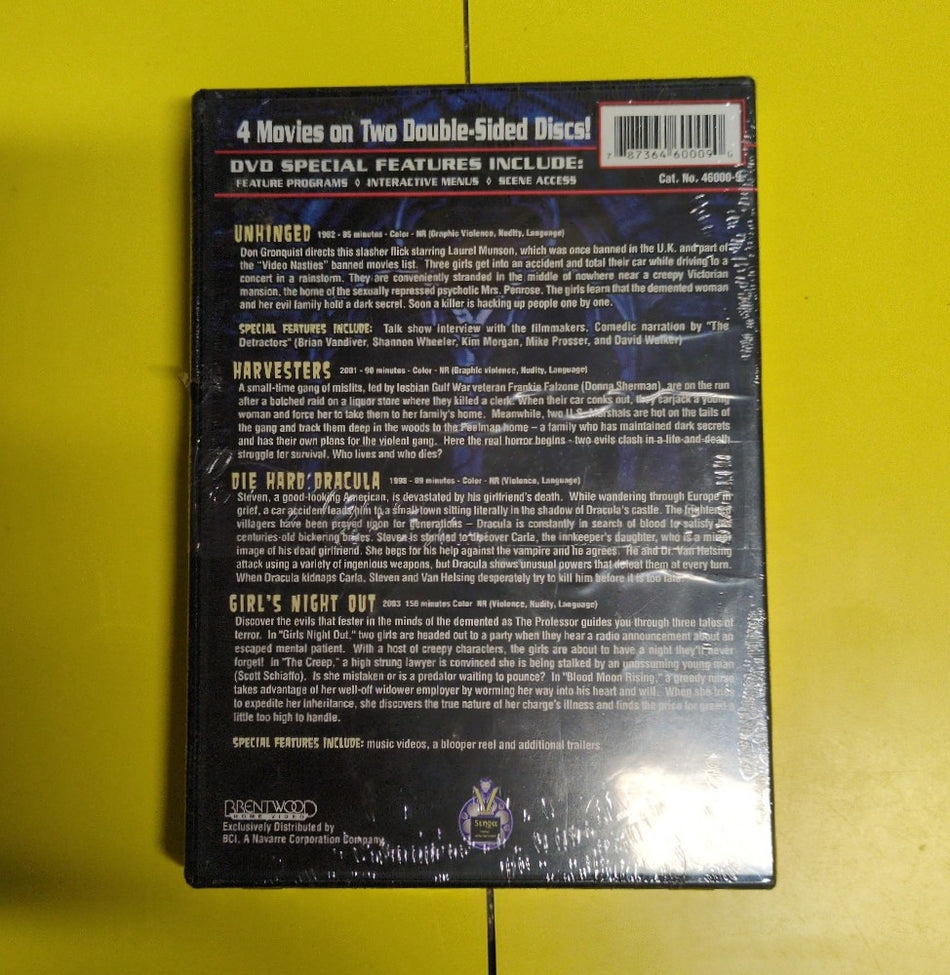 4 Movies on Two Double-Sided Discs!
7 87364 60009 6
DVD SPECIAL FEATURES INCLUDE:
FEATURE PROGRAMS ◊ INTERACTIVE MENUS ◊ SCENE ACCESS
Cat. No. 46000-9
UNHINGED 1982 - 85 minutes - Color - NR (Graphic Violence, Nudity, Language)
Don Gronquist directs this slasher flick starring Laurel Munson, which was once banned in the U.K. and part of
the "Video Nasties" banned movies list. Three girls get into an accident and total their car while driving to a
concert in a rainstorm. They are conveniently stranded in the middle of nowhere near a creepy Victorian
mansion, the home of the sexually repressed psycholic Mrs. Penrose. The girls learn that the demented woman
and her evil family hold a dark secret. Soon a killer is hacking up people one by one.
SPECIAL FEATURES INCLUDE: Talk show interview with the filmmakers, Comedic narration by "The
Detractors" (Brian Vandiver, Shannon Wheeler, Kim Morgan, Mike Prosser, and David Walker)
HARVESTERS 2001 - 90 minutes - Color - NR (Graphic violence, Nudity, Language)
A small-time gang of misfits, led by lesbian Gulf War veteran Frankie Falzone (Donna Sherman), are on the run
after a botched raid on a liquor store where they killed a clerk. When their car conks out, they carjack a young
woman and force her to take them to her family's home. Meanwhile, two U.S. Marshals are hot on the tails of
the gang and track them deep in the woods to the Peelman home – a family who has maintained dark secrets
and has their own plans for the violent gang. Here the real horror begins - two evils clash in a life-and-death
struggle for survival. Who lives and who dies?
DIE HARD DRACULA 1998 - 89 minutes - Color - NR (Violence, Language)
Steven, a good-looking American, is devastated by his girlfriend's death. While wandering through Europe in
grief, a car accident leads him to a small town sitting literally in the shadow of Dracula's castle. The frightened
villagers have been preyed upon for generations – Dracula is constantly in search of blood to satisfy his
centuries-old bickering brides. Steven is stunned to discover Carla, the innkeeper's daughter, who is a mirror
image of his dead girlfriend. She begs for his help against the vampire and he agrees. He and Dr. Van Helsing
attack using a variety of ingenious weapons, but Dracula shows unusual powers that defeat them at every turn.
When Dracula kidnaps Carla, Steven and Van Helsing desperately try to kill him before it is too late.
GIRL'S NIGHT OUT 2003 156 minutes Color NR (Violence, Nudity, Language)
Discover the evils that fester in the minds of the demented as The Professor guides you through three tales of
terror. In "Girls Night Out," two girls are headed out to a party when they hear a radio announcement about an
escaped mental patient. With a host of creepy characters, the girls are about to have a night they'll never
forget! In "The Creep," a high strung lawyer is convinced she is being stalked by an unassuming young man
(Scott Schiaffo). Is she mistaken or is a predator waiting to pounce? In "Blood Moon Rising," a greedy nurse
takes advantage of her well-off widower employer by worming her way into his heart and will. When she tries
to expedite her inheritance, she discovers the true nature of her charge's illness and finds the price for greed a
little too high to handle.
SPECIAL FEATURES INCLUDE: music videos, a blooper reel and additional trailers
BRENTWOOD
HOME VIDEO
Exclusively Distributed by
BCI, A Navarre Corporation Company